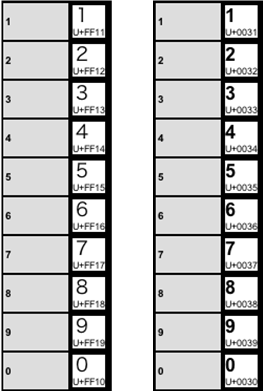 1 １ U+FF11
2 ２ U+FF12
3 ３ U+FF13
4 ４ U+FF14
5 ５ U+FF15
6 ６ U+FF16
7 ７ U+FF17
8 ８ U+FF18
9 ９ U+FF19
0 ０ U+FF10
1 1 U+0031
2 2 U+0032
3 3 U+0033
4 4 U+0034
5 5 U+0035
6 6 U+0036
7 7 U+0037
8 8 U+0038
9 9 U+0039
0 0 U+0030